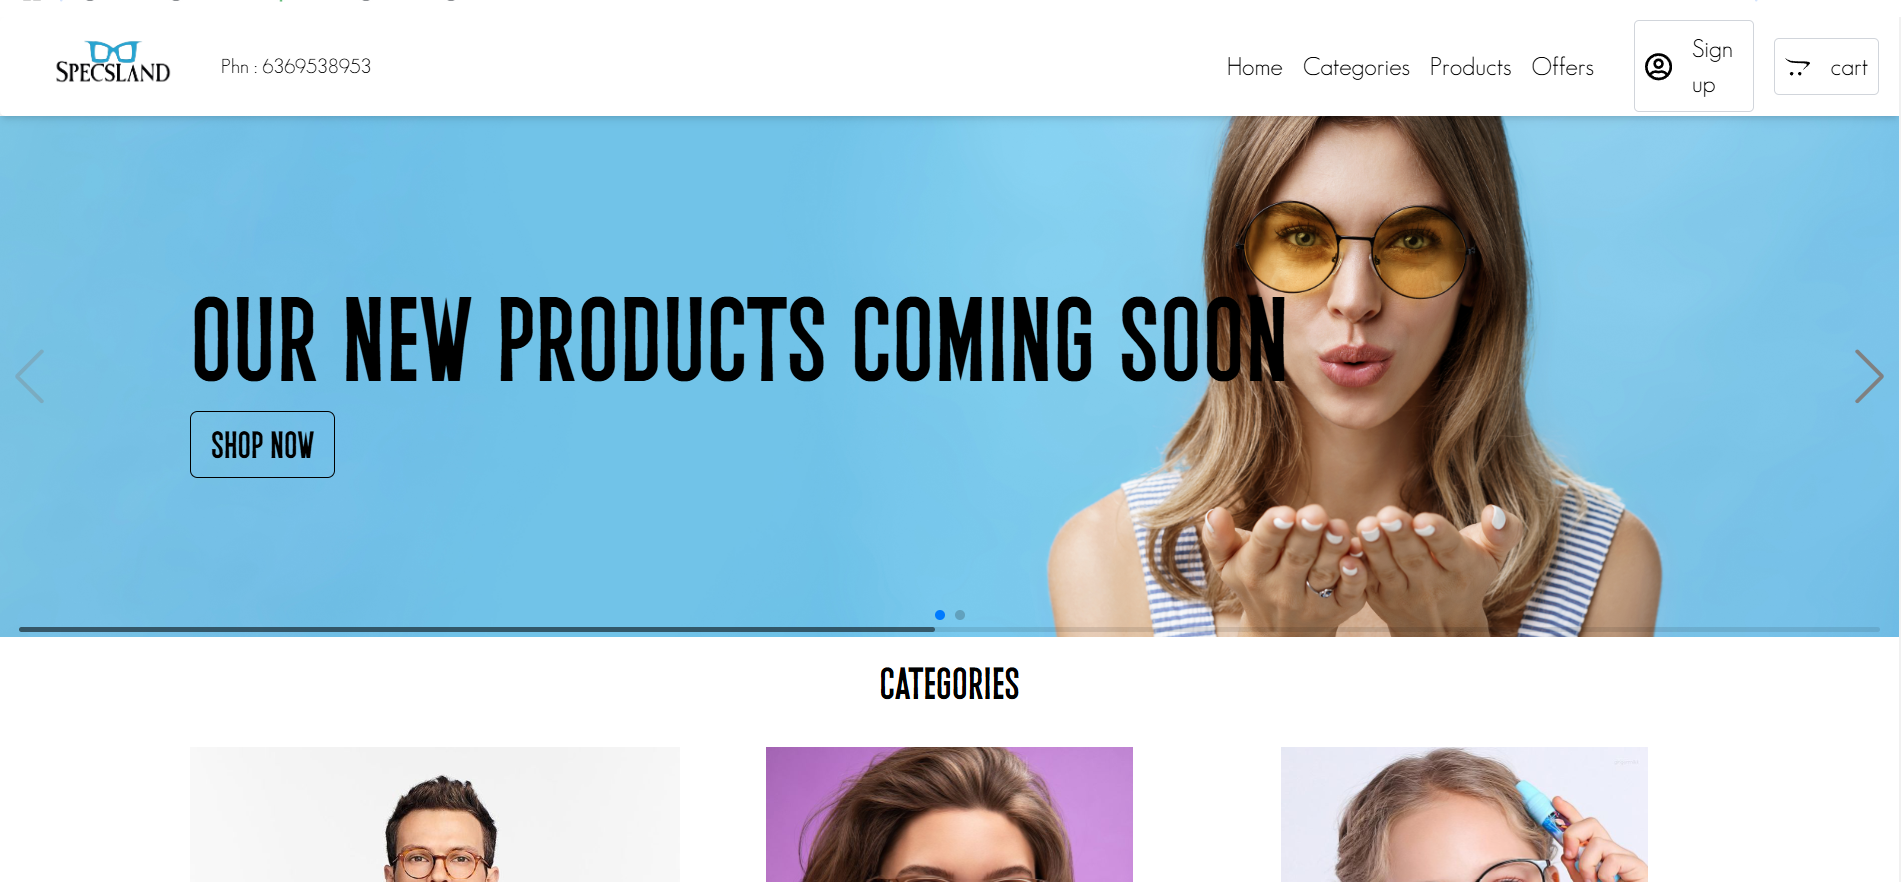 SPECSLAND
Phn : 6369538953
Home Categories Products Offers
Sign
up
cart
OUR NEW PRODUCTS COMING SOON
SHOP NOW
CATEGORIES